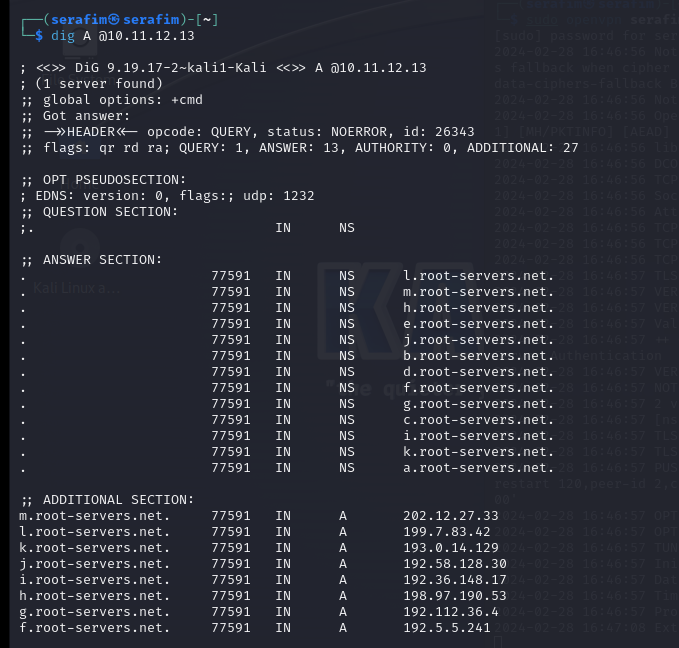 ┌──(serafim㉿serafim)-[~]
└─$ dig A @10.11.12.13
; <<>> DiG 9.19.17-2~kali1-Kali <<>> A @10.11.12.13
; (1 server found)
;; global options: +cmd
;; Got answer:
;; ->>HEADER<<- opcode: QUERY, status: NOERROR, id: 26343
;; flags: qr rd ra; QUERY: 1, ANSWER: 13, AUTHORITY: 0, ADDITIONAL: 27
;; OPT PSEUDOSECTION:
; EDNS: version: 0, flags:; udp: 1232
;; QUESTION SECTION:
;. IN NS
;; ANSWER SECTION:
. 77591 IN NS l.root-servers.net.
. 77591 IN NS m.root-servers.net.
. 77591 IN NS h.root-servers.net.
. 77591 IN NS e.root-servers.net.
. 77591 IN NS j.root-servers.net.
. 77591 IN NS b.root-servers.net.
. 77591 IN NS d.root-servers.net.
. 77591 IN NS f.root-servers.net.
. 77591 IN NS g.root-servers.net.
. 77591 IN NS c.root-servers.net.
. 77591 IN NS i.root-servers.net.
. 77591 IN NS k.root-servers.net.
. 77591 IN NS a.root-servers.net.
;; ADDITIONAL SECTION:
m.root-servers.net. 77591 IN A 202.12.27.33
l.root-servers.net. 77591 IN A 199.7.83.42
k.root-servers.net. 77591 IN A 193.0.14.129
j.root-servers.net. 77591 IN A 192.58.128.30
i.root-servers.net. 77591 IN A 192.36.148.17
h.root-servers.net. 77591 IN A 198.97.190.53
g.root-servers.net. 77591 IN A 192.112.36.4
f.root-servers.net. 77591 IN A 192.5.5.241